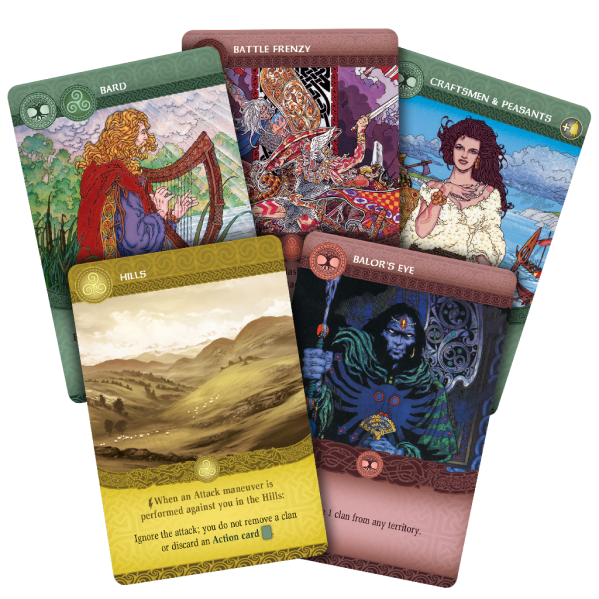 BARD
BATTLE FRENZY
CRAFTSMEN & PEASANTS
+
HILLS
When an Attack maneuver is
performed against you in the Hills:
Ignore the attack; you do not remove a clan
or discard an Action card
BALOR'S EYE
1 clan from any territory.